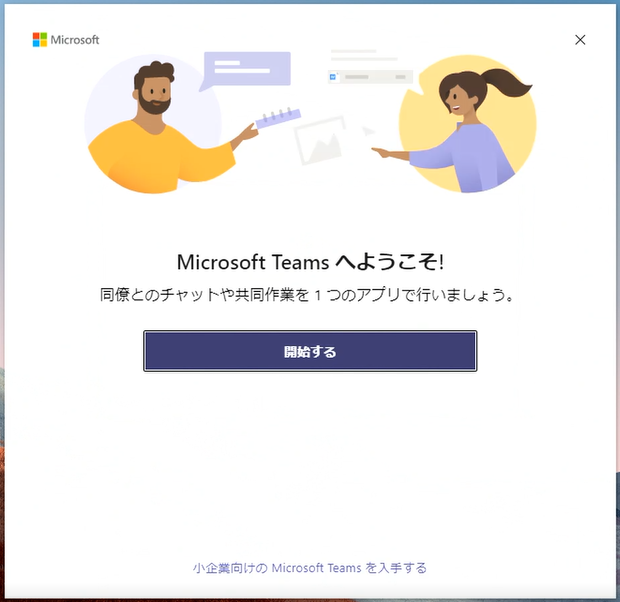 Microsoft
Microsoft Teams へようこそ!
同僚とのチャットや共同作業を 1 つのアプリで行いましょう。
開始する
小企業向けの Microsoft Teams を入手する